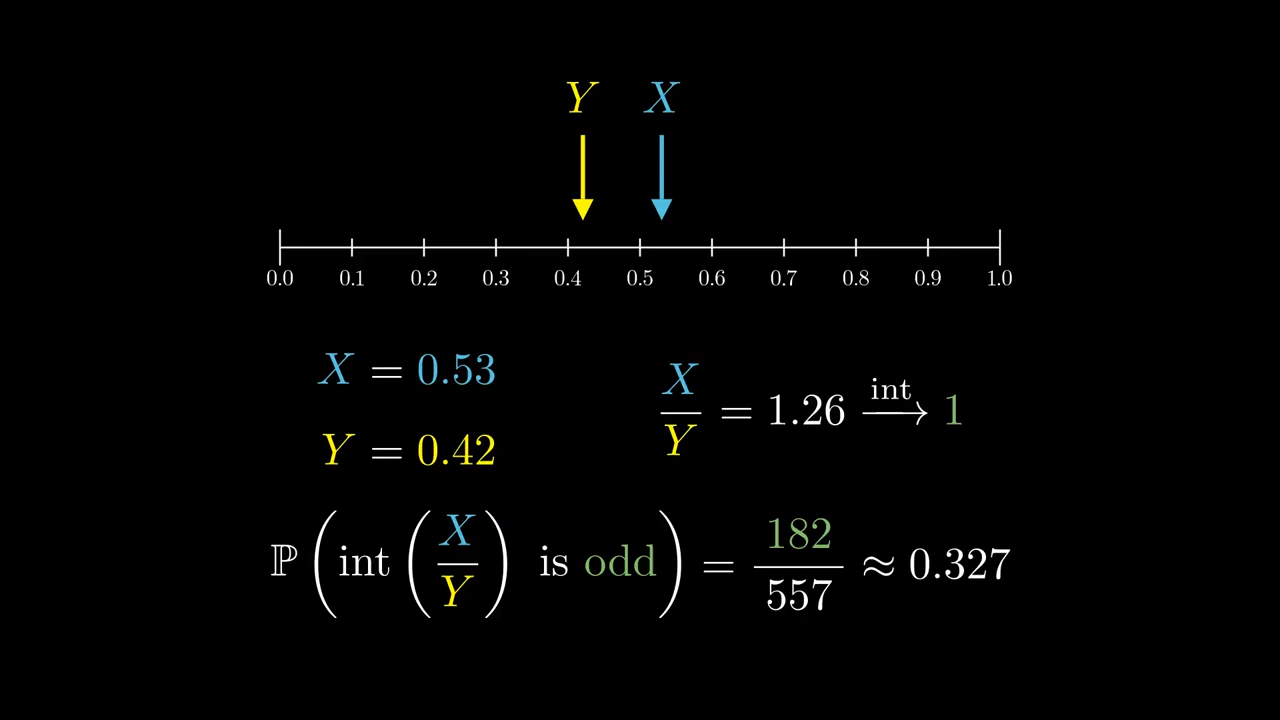 Y X
0.0 0.1 0.2 0.3 0.4 0.5 0.6 0.7 0.8 0.9 1.0
X = 0.53
Y = 0.42
X/Y = 1.26 int⟶ 1
ℙ(int(X/Y) is odd) = 182/557 ≈ 0.327